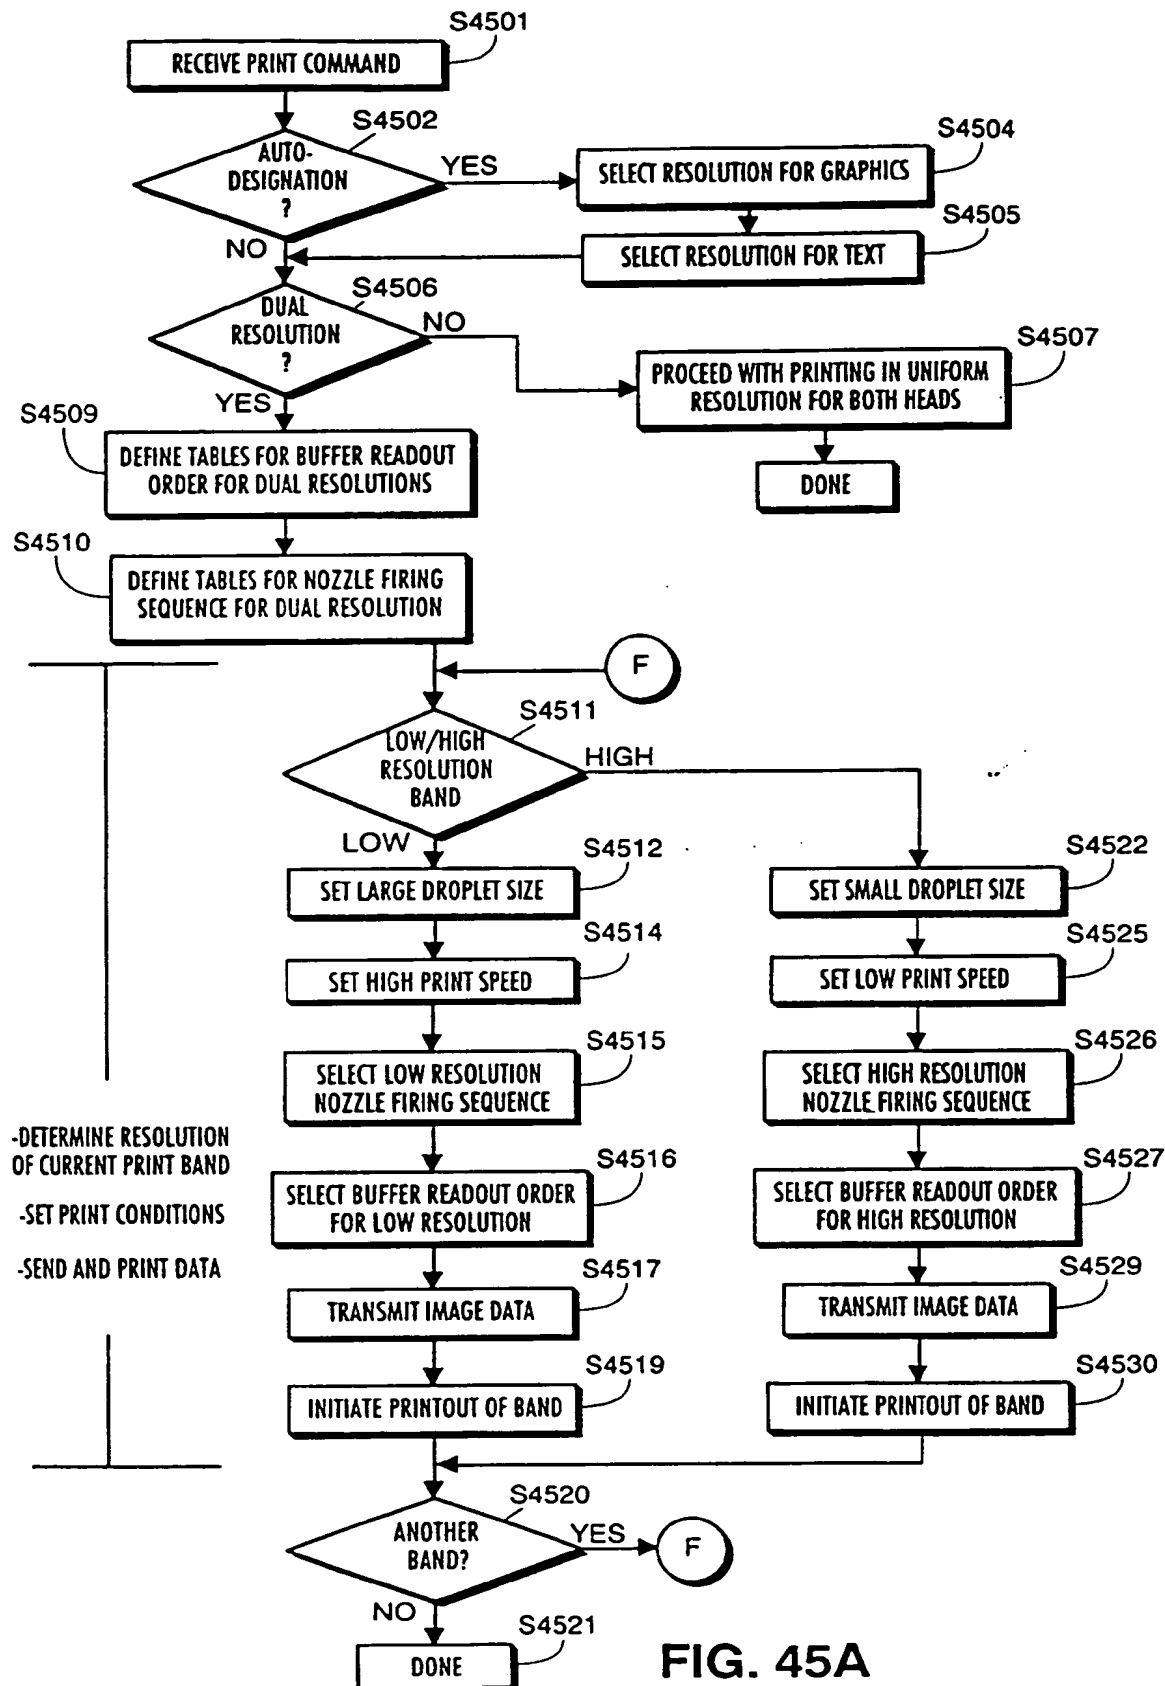 S4501
RECEIVE PRINT COMMAND
S4502
AUTO-
DESIGNATION
?
YES
S4504
SELECT RESOLUTION FOR GRAPHICS
S4505
SELECT RESOLUTION FOR TEXT
NO
S4506
DUAL
RESOLUTION
?
NO
S4507
PROCEED WITH PRINTING IN UNIFORM
RESOLUTION FOR BOTH HEADS
DONE
YES
S4509
DEFINE TABLES FOR BUFFER READOUT
ORDER FOR DUAL RESOLUTIONS
S4510
DEFINE TABLES FOR NOZZLE FIRING
SEQUENCE FOR DUAL RESOLUTION
F
S4511
LOW/HIGH
RESOLUTION
BAND
HIGH
LOW
S4512
SET LARGE DROPLET SIZE
S4514
SET HIGH PRINT SPEED
S4515
SELECT LOW RESOLUTION
NOZZLE FIRING SEQUENCE
S4516
SELECT BUFFER READOUT ORDER
FOR LOW RESOLUTION
S4517
TRANSMIT IMAGE DATA
S4519
INITIATE PRINTOUT OF BAND
S4522
SET SMALL DROPLET SIZE
S4525
SET LOW PRINT SPEED
S4526
SELECT HIGH RESOLUTION
NOZZLE FIRING SEQUENCE
S4527
SELECT BUFFER READOUT ORDER
FOR HIGH RESOLUTION
S4529
TRANSMIT IMAGE DATA
S4530
INITIATE PRINTOUT OF BAND
-DETERMINE RESOLUTION
OF CURRENT PRINT BAND
-SET PRINT CONDITIONS
-SEND AND PRINT DATA
S4520
ANOTHER
BAND?
YES
F
NO
S4521
DONE
FIG. 45A